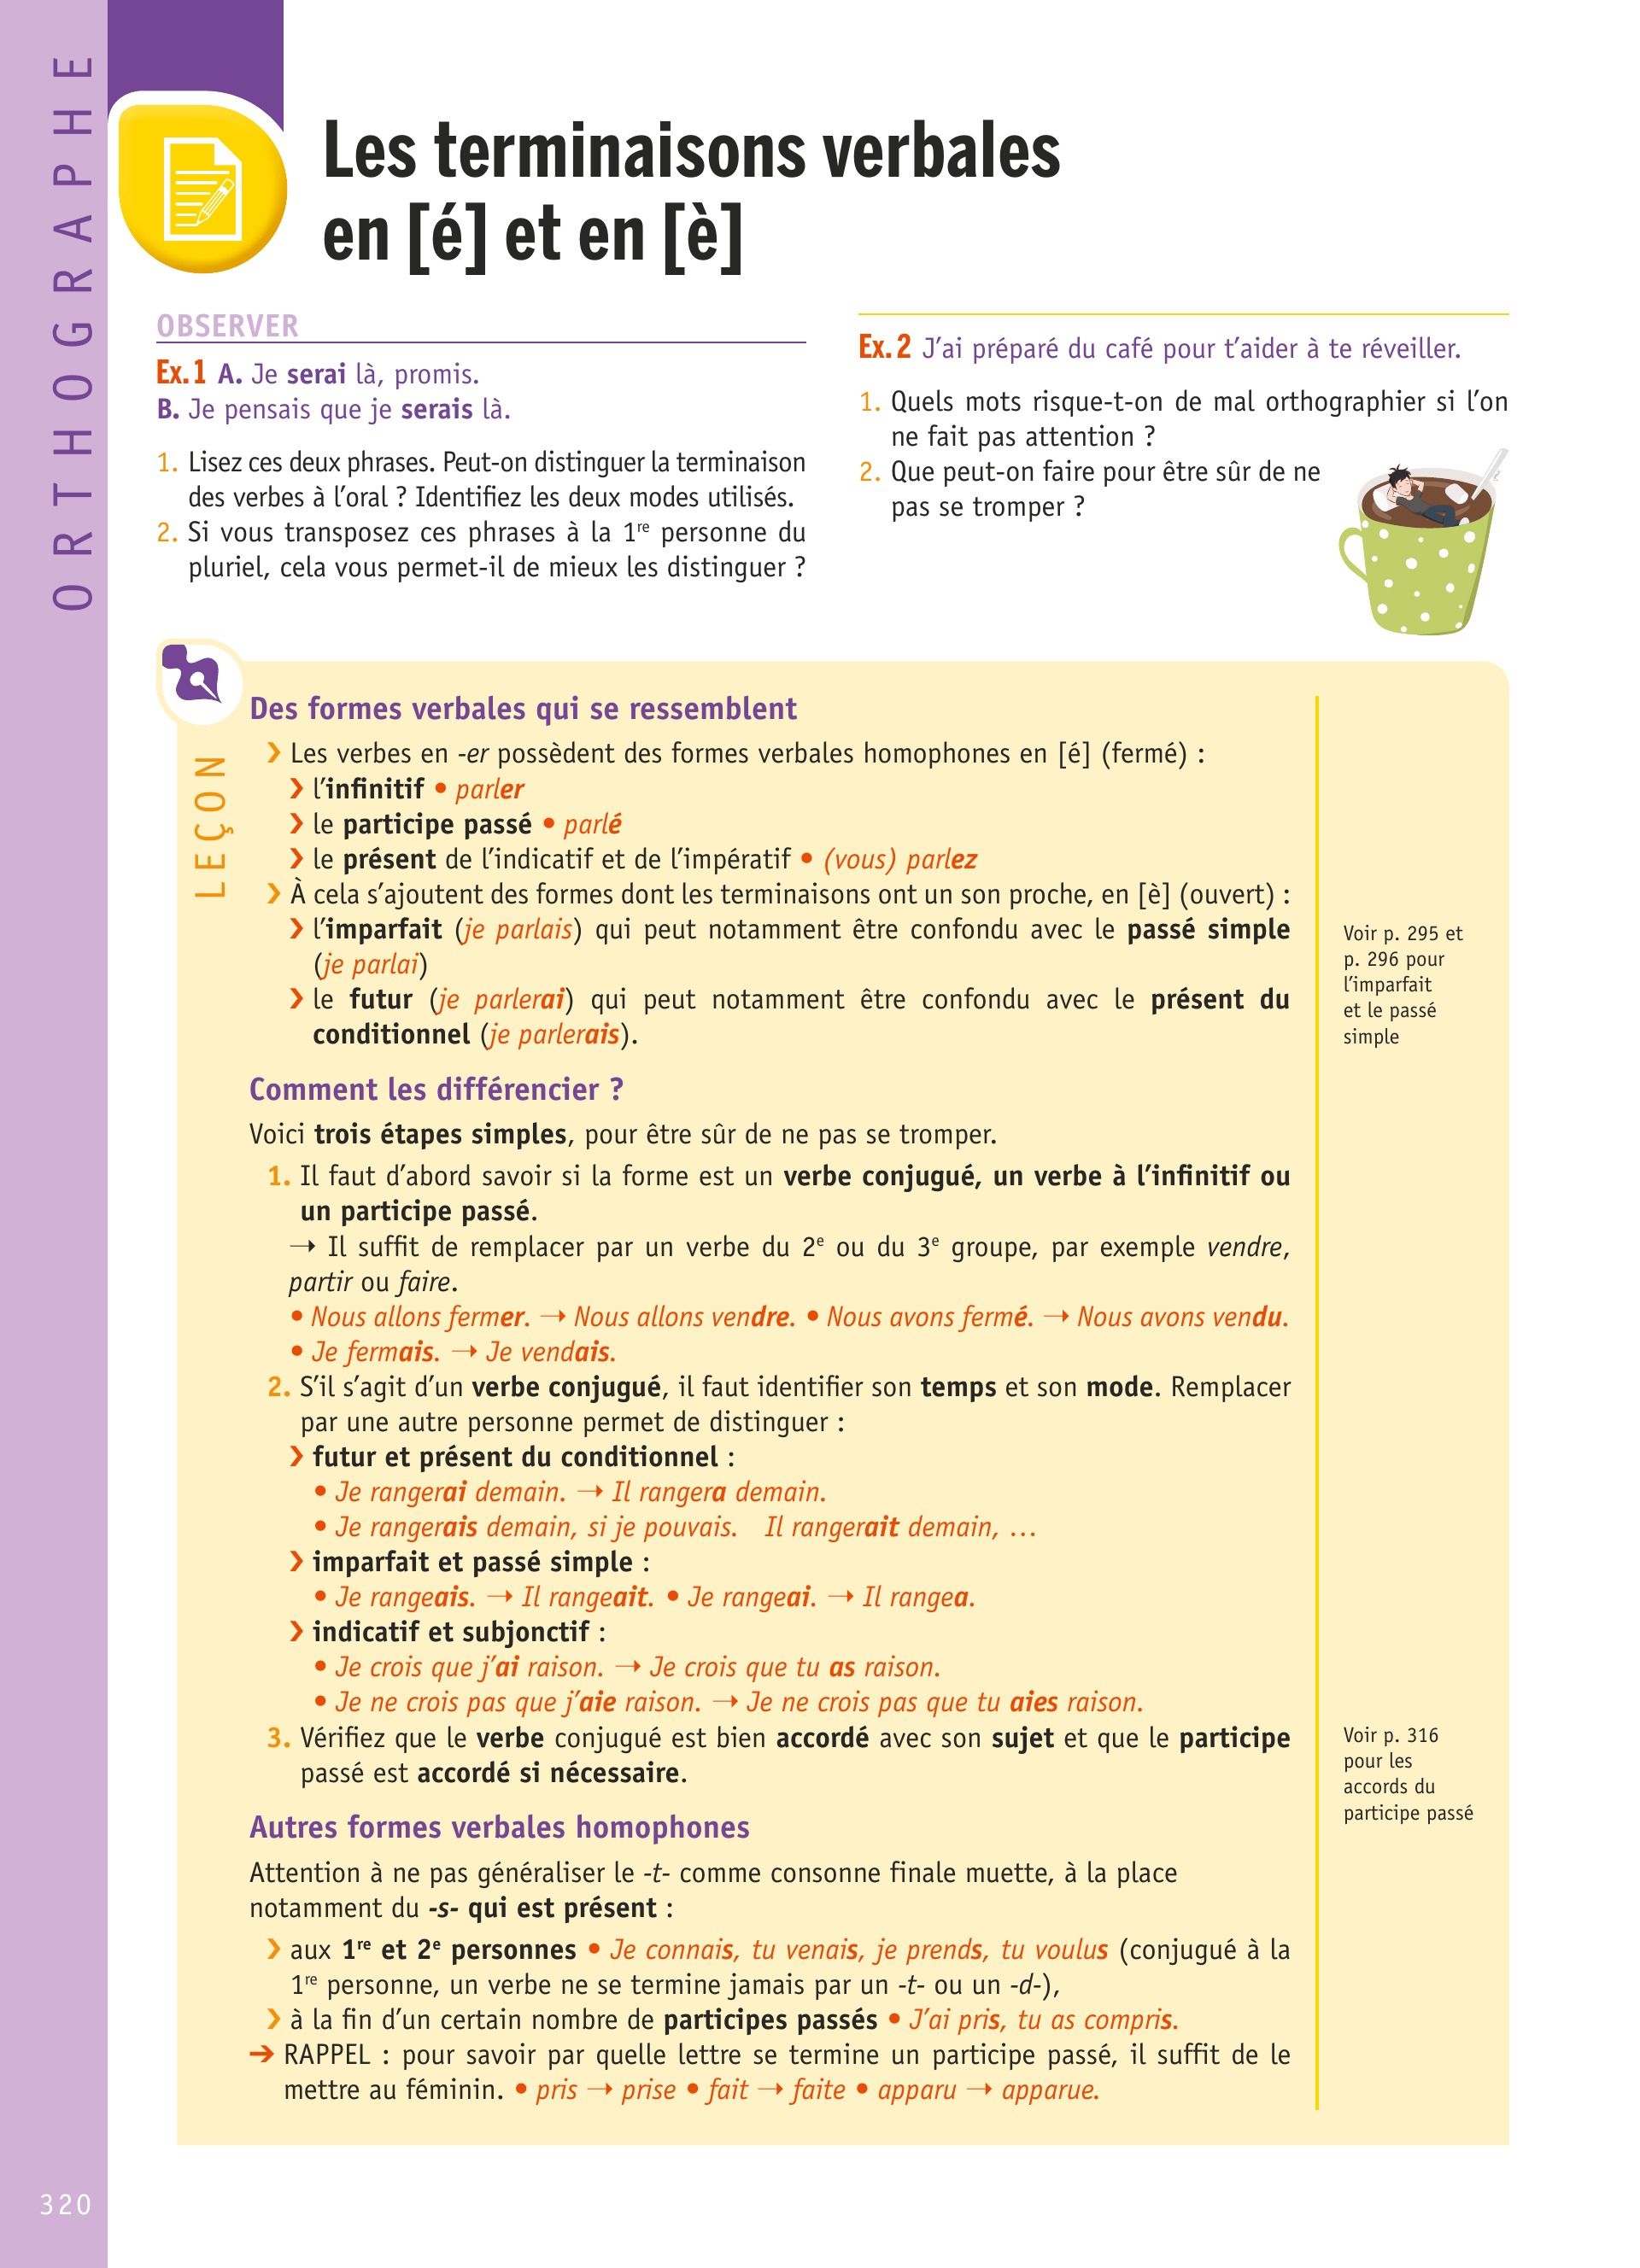 ORTHOGRAPHE
Les terminaisons verbales
en [é] et en [è]
OBSERVER
Ex. 1 A. Je serai là, promis.
B. Je pensais que je serais là.
1. Lisez ces deux phrases. Peut-on distinguer la terminaison
des verbes à l'oral ? Identifiez les deux modes utilisés.
2. Si vous transposez ces phrases à la 1re personne du
pluriel, cela vous permet-il de mieux les distinguer ?
Ex. 2 J'ai préparé du café pour t'aider à te réveiller.
1. Quels mots risque-t-on de mal orthographier si l'on
ne fait pas attention ?
2. Que peut-on faire pour être sûr de ne
pas se tromper ?
LEÇON
Des formes verbales qui se ressemblent
› Les verbes en -er possèdent des formes verbales homophones en [é] (fermé) :
› l'infinitif • parler
› le participe passé • parlé
› le présent de l'indicatif et de l'impératif • (vous) parlez
› À cela s'ajoutent des formes dont les terminaisons ont un son proche, en [è] (ouvert) :
› l'imparfait (je parlais) qui peut notamment être confondu avec le passé simple
(je parlai)
› le futur (je parlerai) qui peut notamment être confondu avec le présent du
conditionnel (je parlerais).
Voir p. 295 et
p. 296 pour
l'imparfait
et le passé
simple
Comment les différencier ?
Voici trois étapes simples, pour être sûr de ne pas se tromper.
1. Il faut d'abord savoir si la forme est un verbe conjugué, un verbe à l'infinitif ou
un participe passé.
→ Il suffit de remplacer par un verbe du 2e ou du 3e groupe, par exemple vendre,
partir ou faire.
• Nous allons fermer. → Nous allons vendre. • Nous avons fermé. → Nous avons vendu.
• Je fermais. → Je vendais.
2. S'il s'agit d'un verbe conjugué, il faut identifier son temps et son mode. Remplacer
par une autre personne permet de distinguer :
› futur et présent du conditionnel :
• Je rangerai demain. → Il rangera demain.
• Je rangerais demain, si je pouvais. Il rangerait demain, …
› imparfait et passé simple :
• Je rangeais. → Il rangeait. • Je rangeai. → Il rangea.
› indicatif et subjonctif :
• Je crois que j'ai raison. → Je crois que tu as raison.
• Je ne crois pas que j'aie raison. → Je ne crois pas que tu aies raison.
3. Vérifiez que le verbe conjugué est bien accordé avec son sujet et que le participe
passé est accordé si nécessaire.
Voir p. 316
pour les
accords du
participe passé
Autres formes verbales homophones
Attention à ne pas généraliser le -t- comme consonne finale muette, à la place
notamment du -s- qui est présent :
› aux 1re et 2e personnes • Je connais, tu venais, je prends, tu voulus (conjugué à la
1re personne, un verbe ne se termine jamais par un -t- ou un -d-),
› à la fin d'un certain nombre de participes passés • J'ai pris, tu as compris.
→ RAPPEL : pour savoir par quelle lettre se termine un participe passé, il suffit de le
mettre au féminin. • pris → prise • fait → faite • apparu → apparue.
320